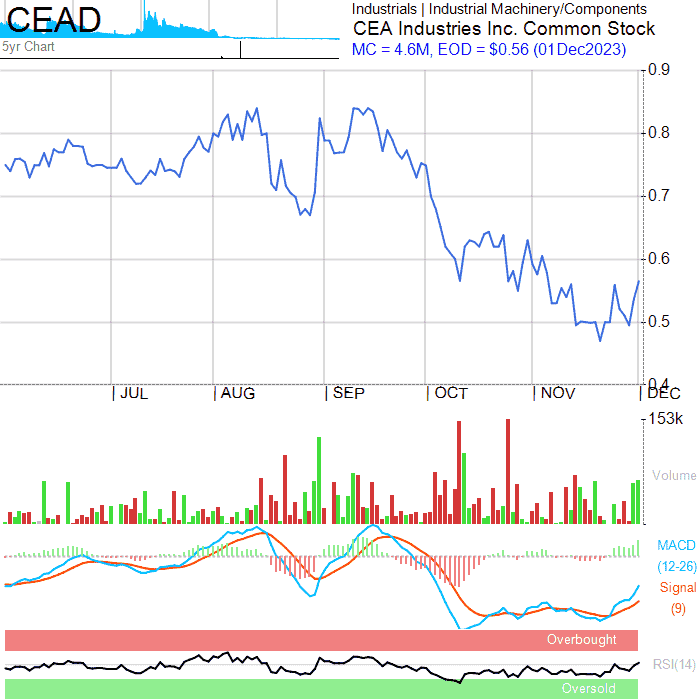 CEAD
5yr Chart
Industrials | Industrial Machinery/Components
CEA Industries Inc. Common Stock
MC = 4.6M, EOD = $0.56 (01Dec2023)
0.9
0.8
0.7
0.6
0.5
0.4
| JUL
| AUG
| SEP
| OCT
| NOV
| DEC
153k
Volume
MACD
(12-26)
Signal
(9)
Overbought
RSI(14)
Oversold